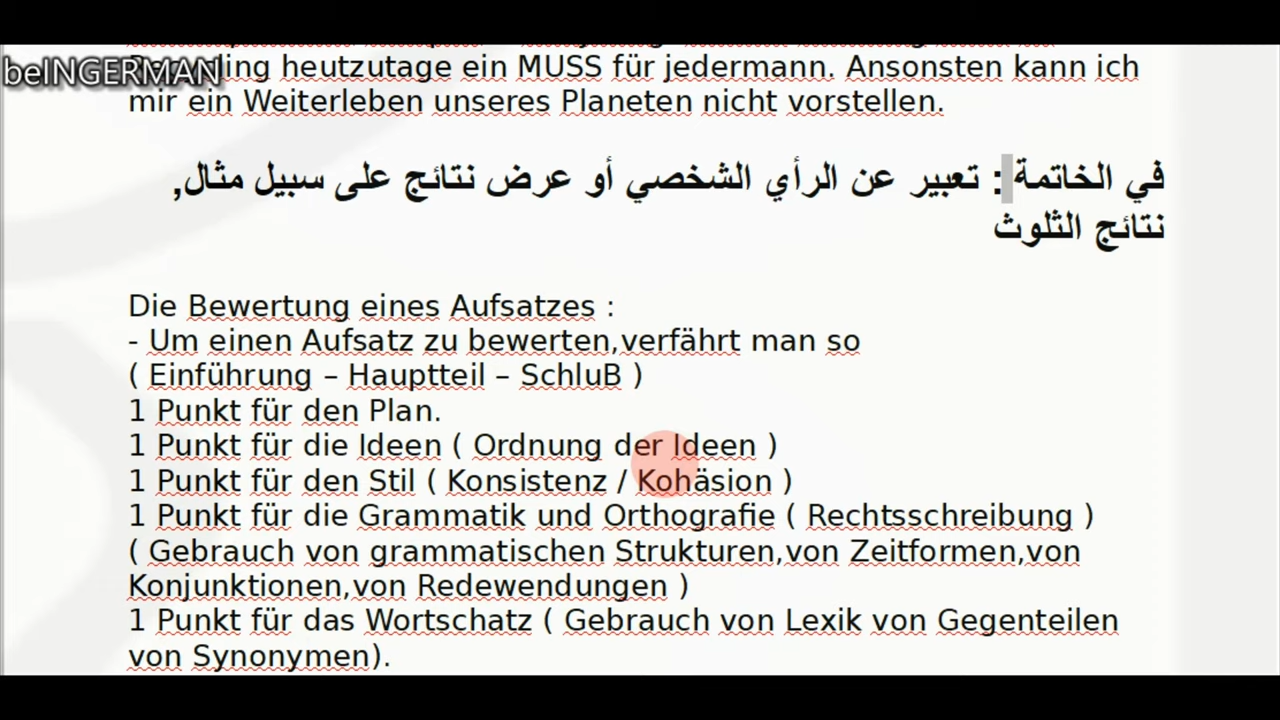 beINGERMAN
heutzutage ein MUSS für jedermann. Ansonsten kann ich
mir ein Weiterleben unseres Planeten nicht vorstellen.
في الخاتمة : تعبير عن الرأي الشخصي أو عرض نتائج على سبيل مثال,
نتائج الثلوث
Die Bewertung eines Aufsatzes :
- Um einen Aufsatz zu bewerten,verfährt man so
( Einführung – Hauptteil – SchluB )
1 Punkt für den Plan.
1 Punkt für die Ideen ( Ordnung der Ideen )
1 Punkt für den Stil ( Konsistenz / Kohäsion )
1 Punkt für die Grammatik und Orthografie ( Rechtsschreibung )
( Gebrauch von grammatischen Strukturen,von Zeitformen,von
Konjunktionen,von Redewendungen )
1 Punkt für das Wortschatz ( Gebrauch von Lexik von Gegenteilen
von Synonymen).